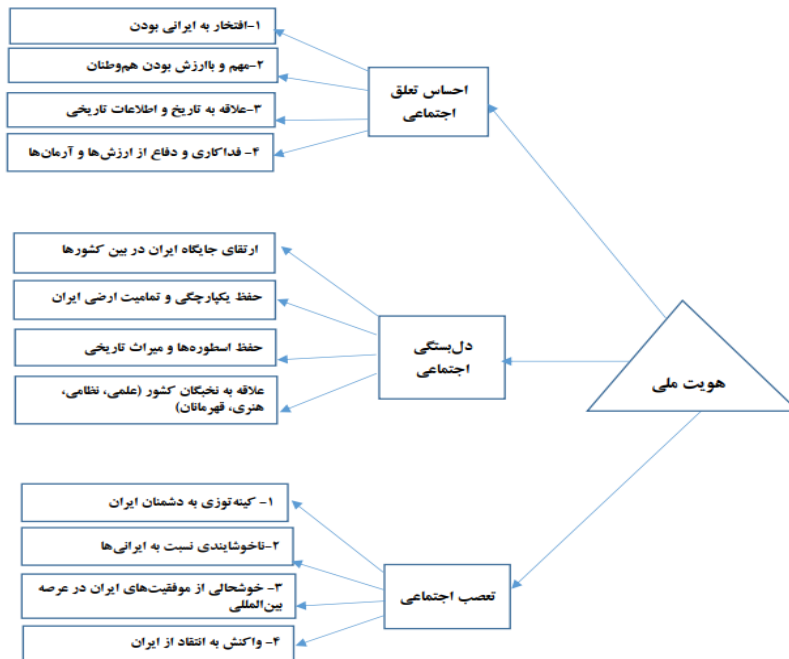 هویت ملی
احساس تعلق
اجتماعی
۱-افتخار به ایرانی بودن
۲-مهم و باارزش بودن هم‌وطنان
۳-علاقه به تاریخ و اطلاعات تاریخی
۴- فداکاری و دفاع از ارزش‌ها و آرمان‌ها
دل‌بستگی
اجتماعی
ارتقای جایگاه ایران در بین کشورها
حفظ یکپارچگی و تمامیت ارضی ایران
حفظ اسطوره‌ها و میراث تاریخی
علاقه به نخبگان کشور (علمی، نظامی،
هنری، قهرمانان)
تعصب اجتماعی
۱- کینه‌توزی به دشمنان ایران
۲-ناخوشایندی نسبت به ایرانی‌ها
۳- خوشحالی از موفقیت‌های ایران در عرصه
بین‌المللی
۴- واکنش به انتقاد از ایران